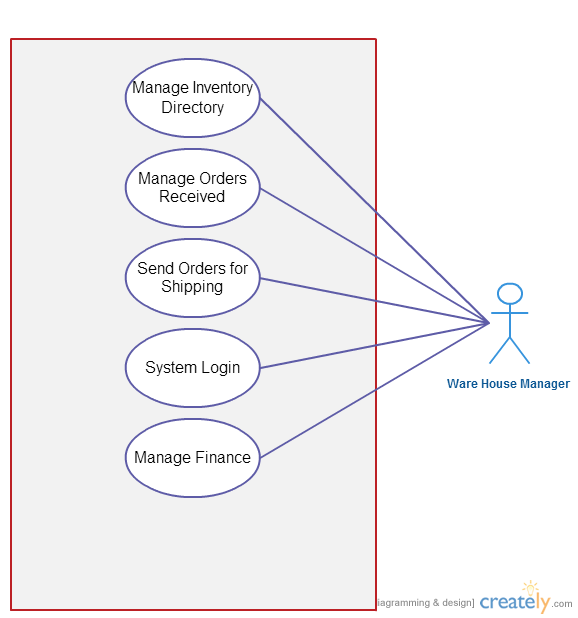 Manage Inventory
Directory
Manage Orders
Received
Send Orders for
Shipping
System Login
Manage Finance
Ware House Manager
iagramming & design] creately.com